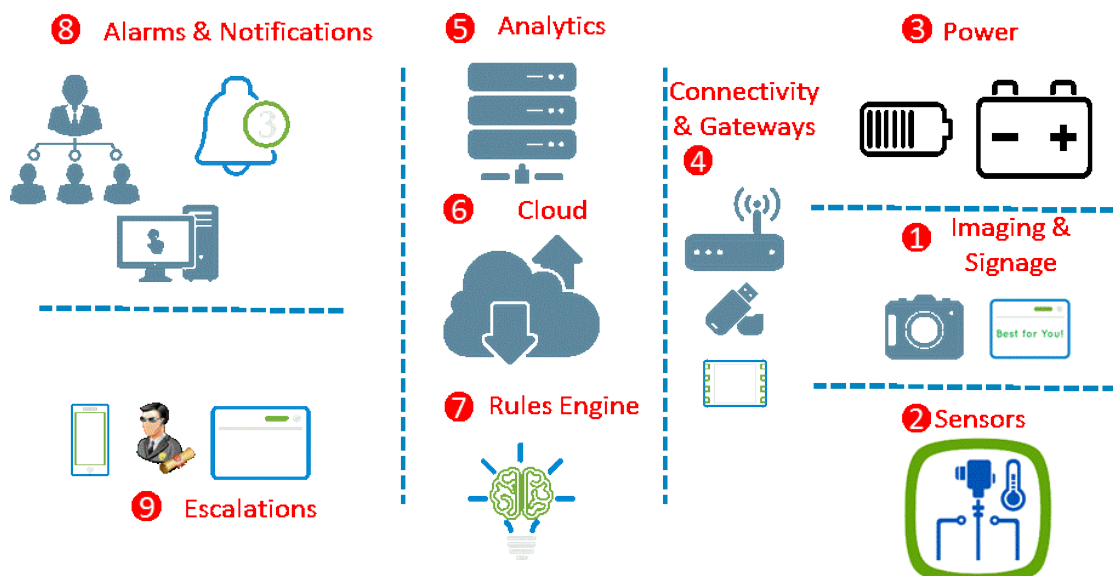 8 Alarms & Notifications
3
5 Analytics
6 Cloud
7 Rules Engine
Connectivity
& Gateways
4
3 Power
1 Imaging &
Signage
Best for You!
2 Sensors
9 Escalations